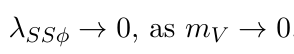 λ_{SSϕ} → 0, as m_V → 0